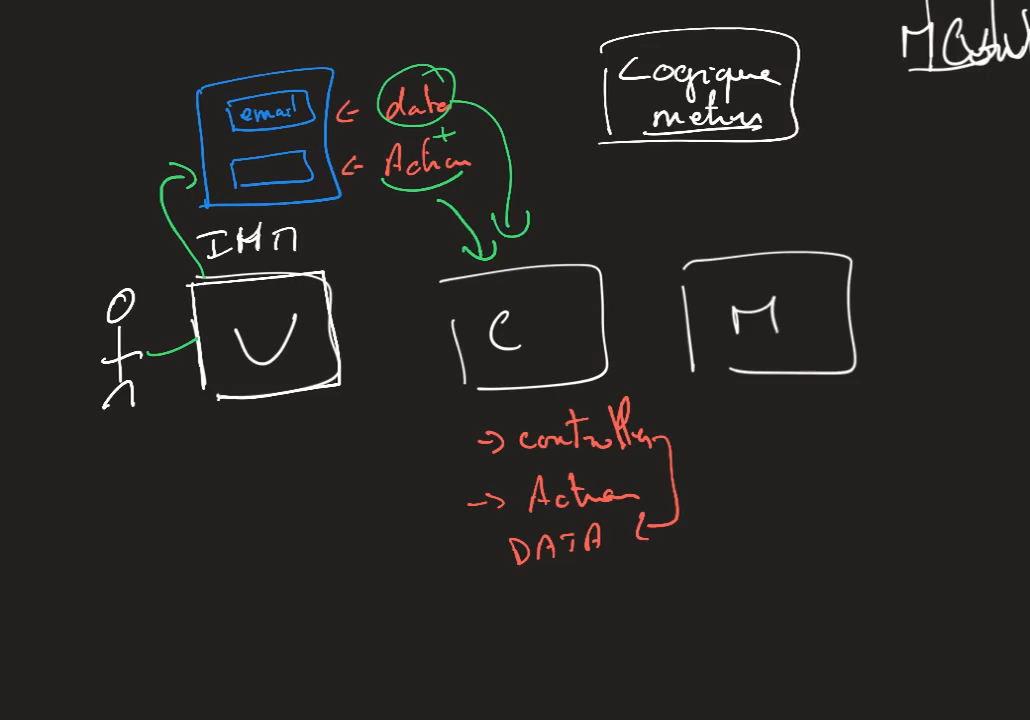 Logique
metier
email
data
+
Action
+
IHM
V
C
M
-> controller
-> Action
DATA